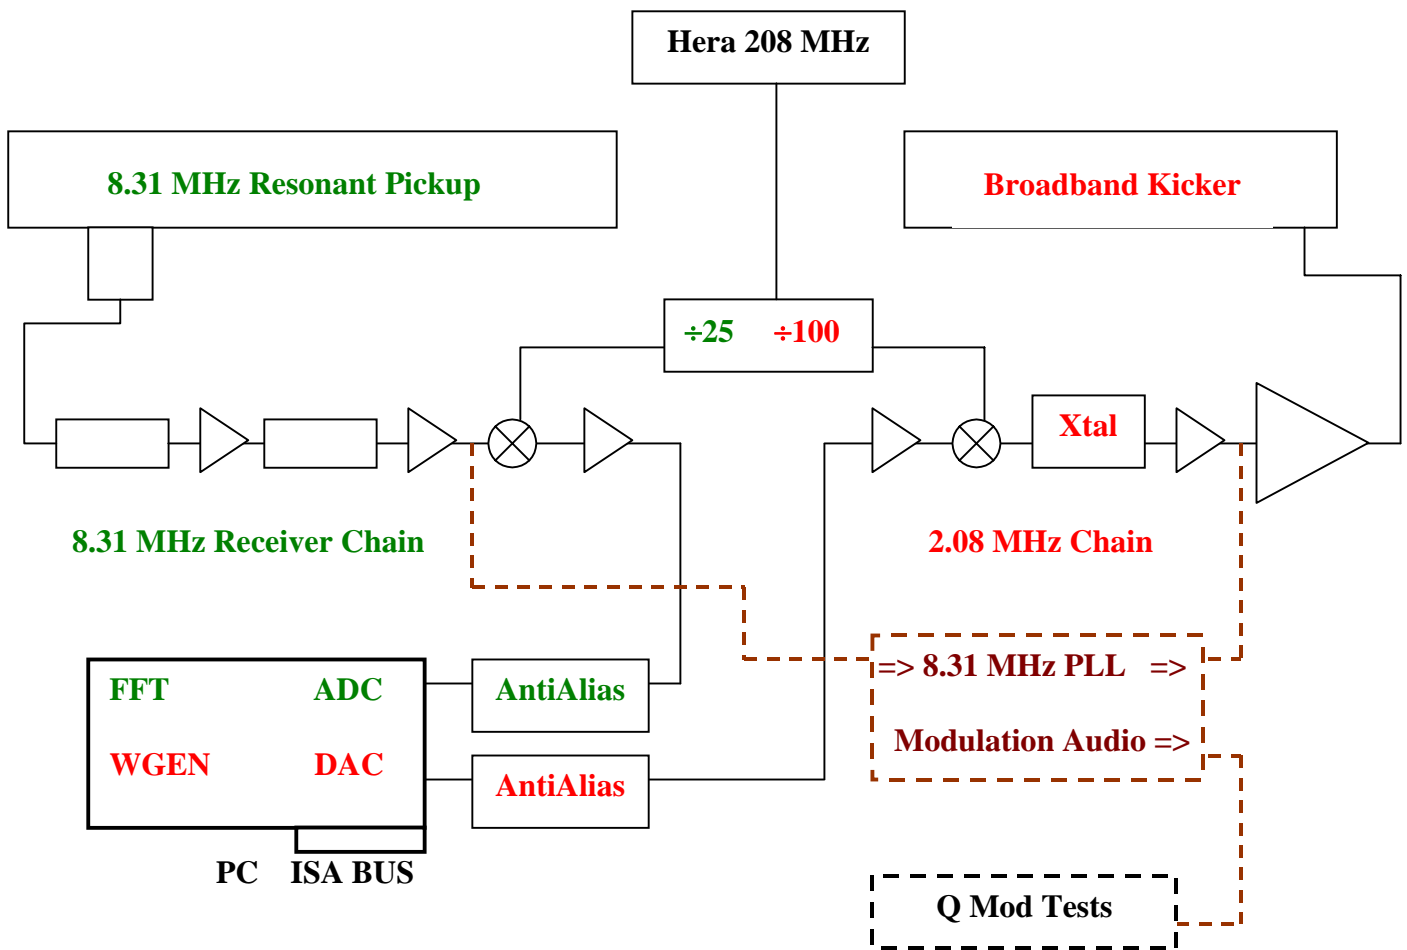 Hera 208 MHz
8.31 MHz Resonant Pickup
Broadband Kicker
÷25 ÷100
Xtal
8.31 MHz Receiver Chain
2.08 MHz Chain
FFT ADC
AntiAlias
=> 8.31 MHz PLL =>
WGEN DAC
AntiAlias
Modulation Audio =>
PC ISA BUS
Q Mod Tests